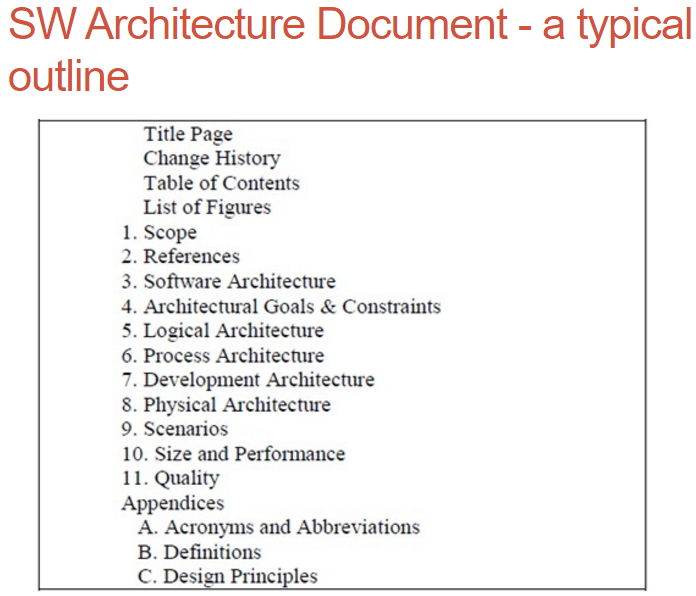 SW Architecture Document - a typical
outline
Title Page
Change History
Table of Contents
List of Figures
1. Scope
2. References
3. Software Architecture
4. Architectural Goals & Constraints
5. Logical Architecture
6. Process Architecture
7. Development Architecture
8. Physical Architecture
9. Scenarios
10. Size and Performance
11. Quality
Appendices
A. Acronyms and Abbreviations
B. Definitions
C. Design Principles